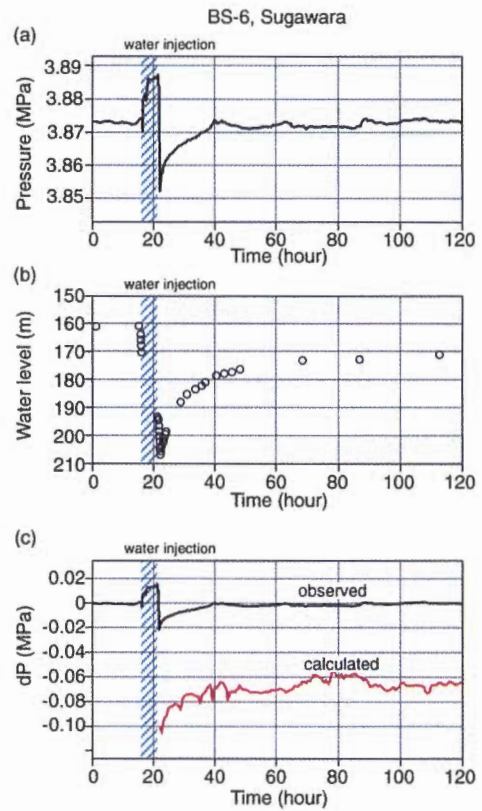 BS-6, Sugawara
(a)
water injection
3.89
3.88
3.87
3.86
3.85
Pressure (MPa)
0 20 40 60 80 100 120
Time (hour)
(b)
water injection
150
160
170
180
190
200
210
Water level (m)
0 20 40 60 80 100 120
Time (hour)
(c)
water injection
0.02
0
-0.02
-0.04
-0.06
-0.08
-0.10
dP (MPa)
observed
calculated
0 20 40 60 80 100 120
Time (hour)